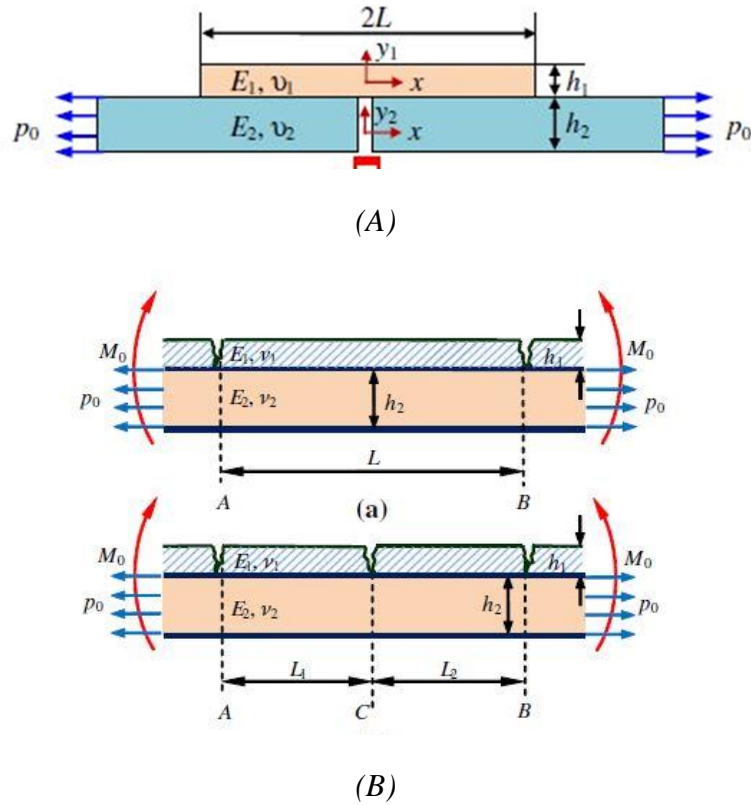 2L
y₁
E₁, υ₁
x
h₁
p₀
E₂, υ₂
y₂
x
h₂
p₀
(A)
M₀
E₁, ν₁
h₁
M₀
p₀
E₂, ν₂
h₂
p₀
L
A
(a)
B
M₀
E₁, ν₁
h₁
M₀
p₀
E₂, ν₂
h₂
p₀
L₁
L₂
A
C
B
(B)